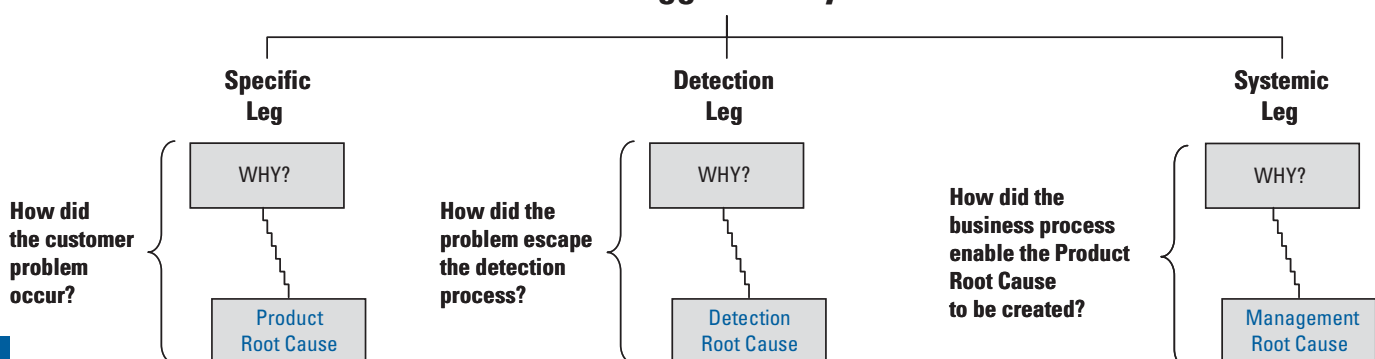 Specific
Leg
Detection
Leg
Systemic
Leg
WHY?
WHY?
WHY?
How did
the customer
problem
occur?
How did the
problem escape
the detection
process?
How did the
business process
enable the Product
Root Cause
to be created?
Product
Root Cause
Detection
Root Cause
Management
Root Cause